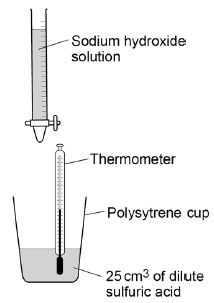 Sodium hydroxide
solution
Thermometer
Polysytrene cup
25 cm³ of dilute
sulfuric acid